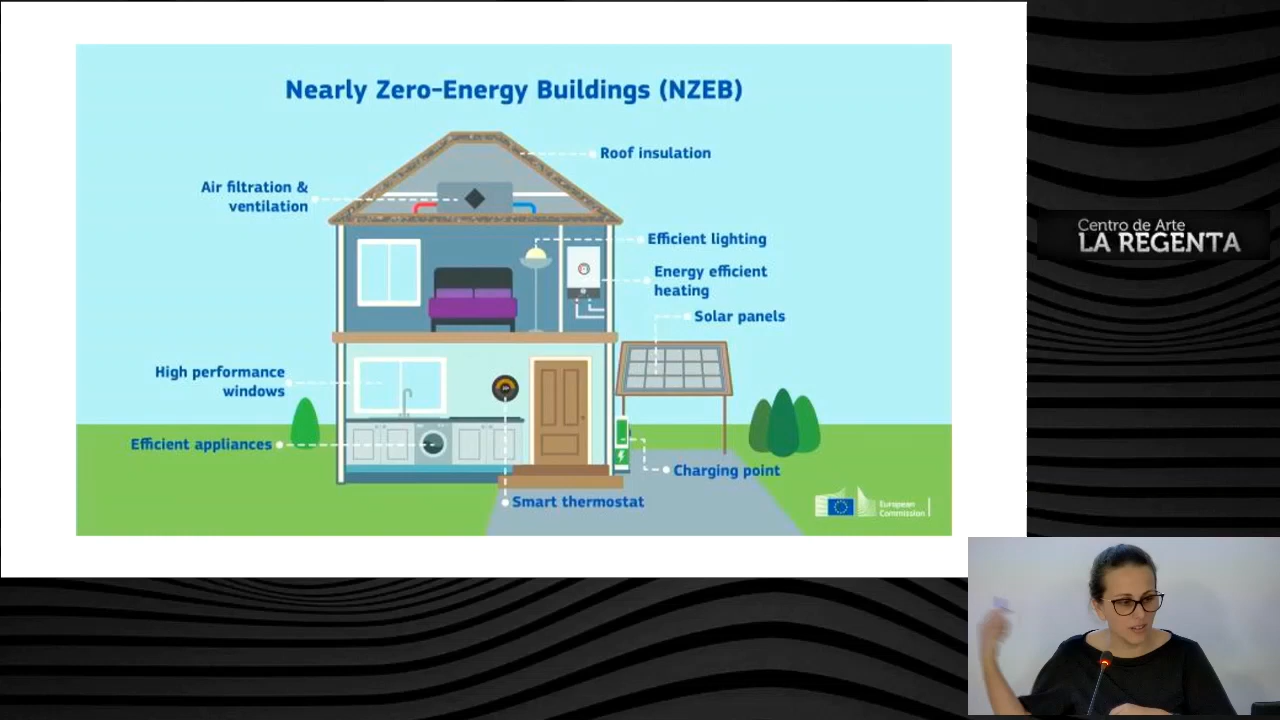 Nearly Zero-Energy Buildings (NZEB)
Roof insulation
Air filtration &
ventilation
Efficient lighting
Energy efficient
heating
Solar panels
High performance
windows
Efficient appliances
Charging point
Smart thermostat
European
Commission
Centro de Arte
LA REGENTA